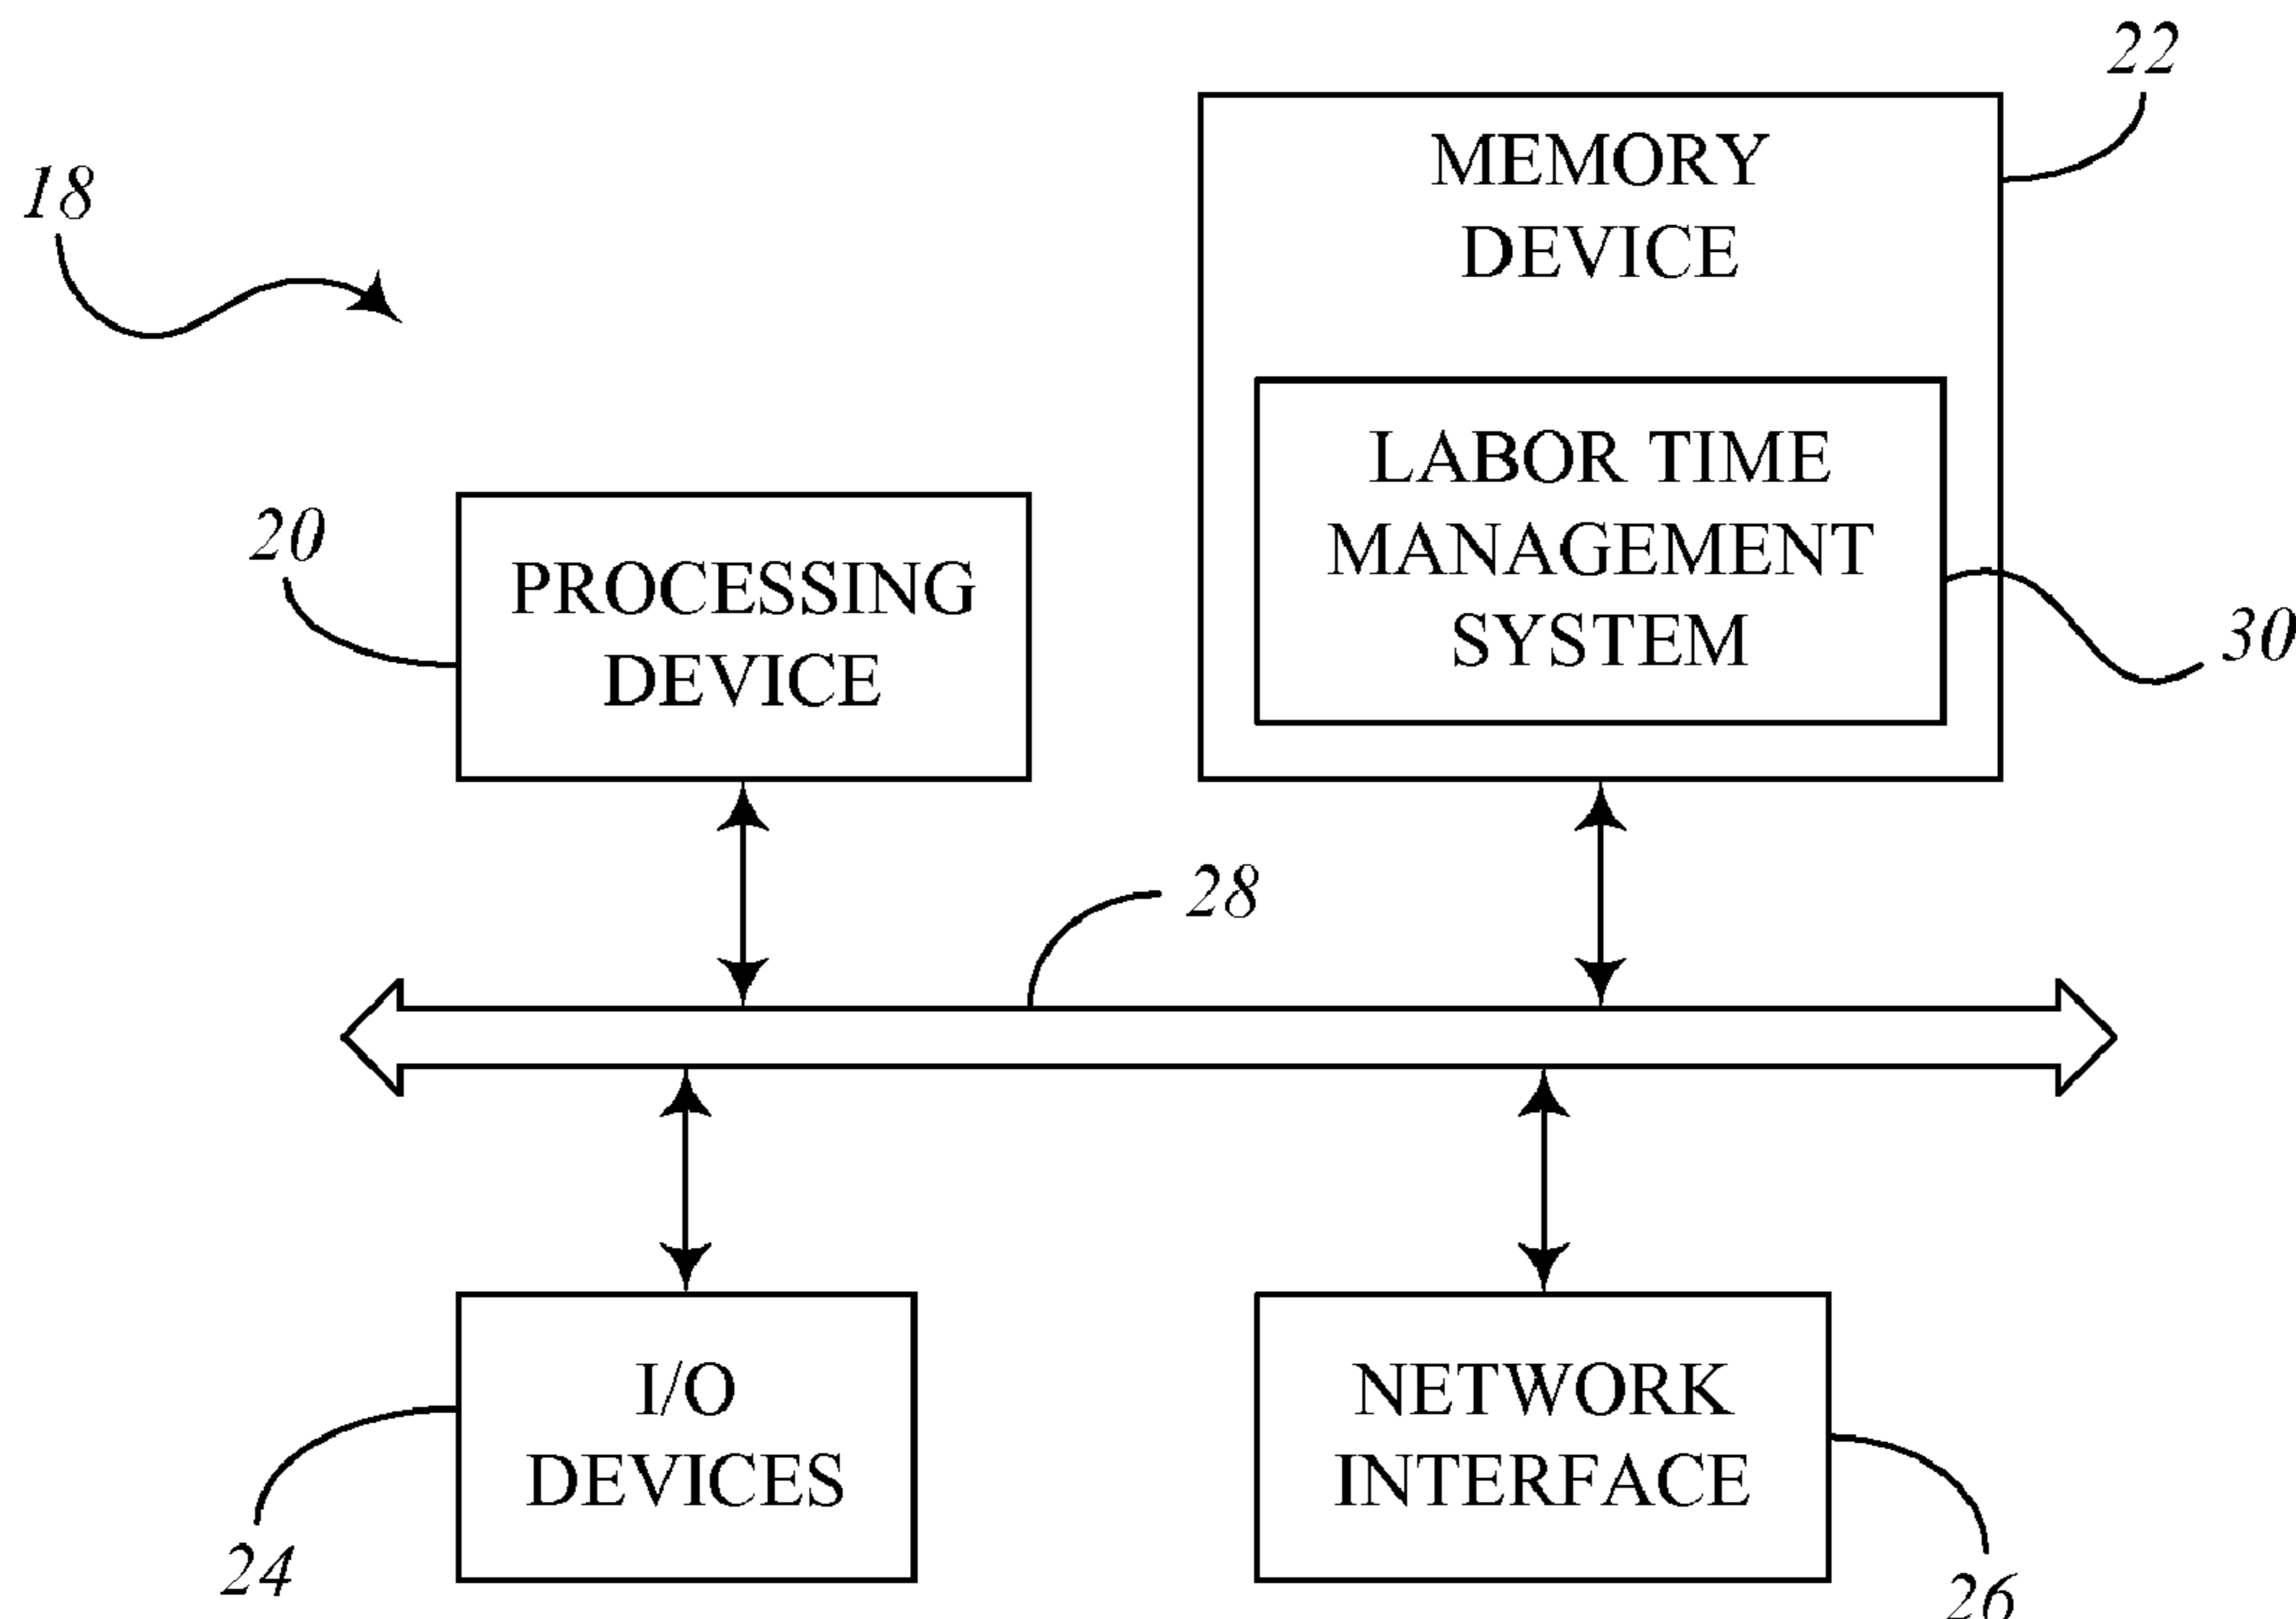 22
18
MEMORY
DEVICE
LABOR TIME
MANAGEMENT
SYSTEM
20
PROCESSING
DEVICE
30
28
I/O
DEVICES
NETWORK
INTERFACE
24
26